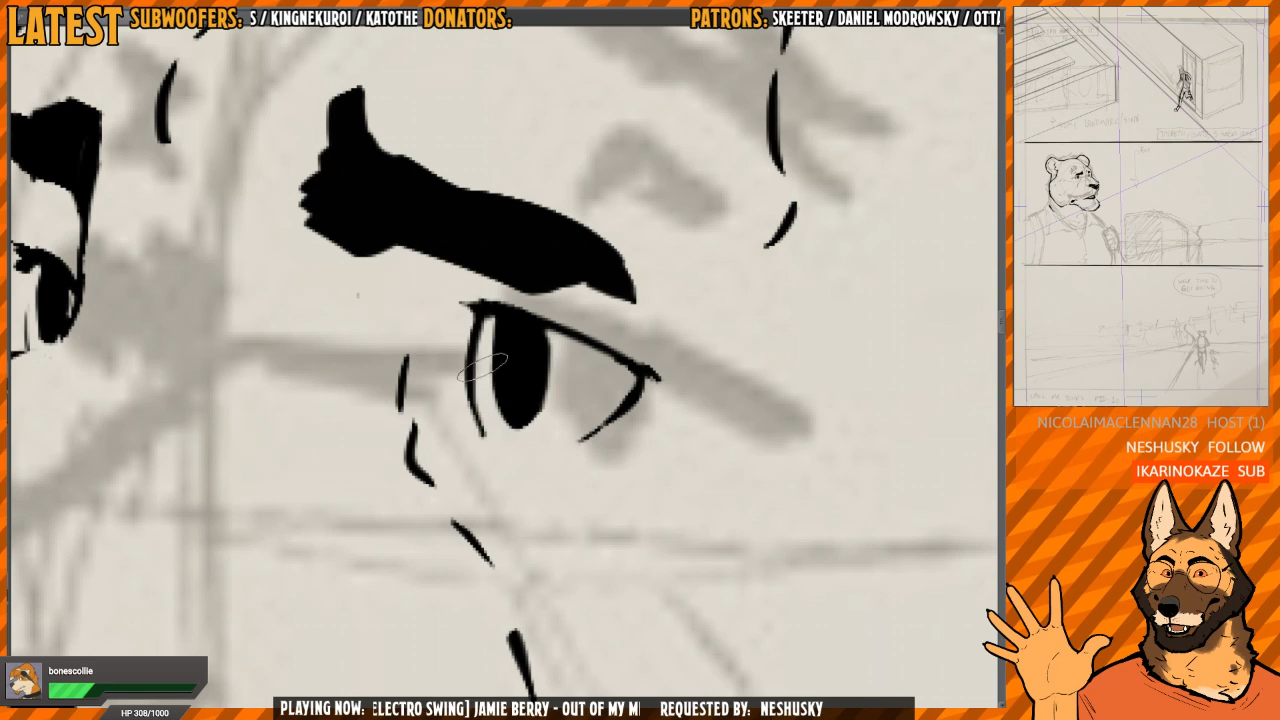 LATEST SUBWOOFERS: S / KINGNEKUROI / KATOTHE DONATORS: PATRONS: SKEETER / DANIEL MODROWSKY / OTTA
NICOLAIMACLENNAN28 HOST (1)
NESHUSKY FOLLOW
IKARINOKAZE SUB
bonescollie
HP 308/1000
PLAYING NOW: ELECTRO SWING] JAMIE BERRY - OUT OF MY MI REQUESTED BY: NESHUSKY